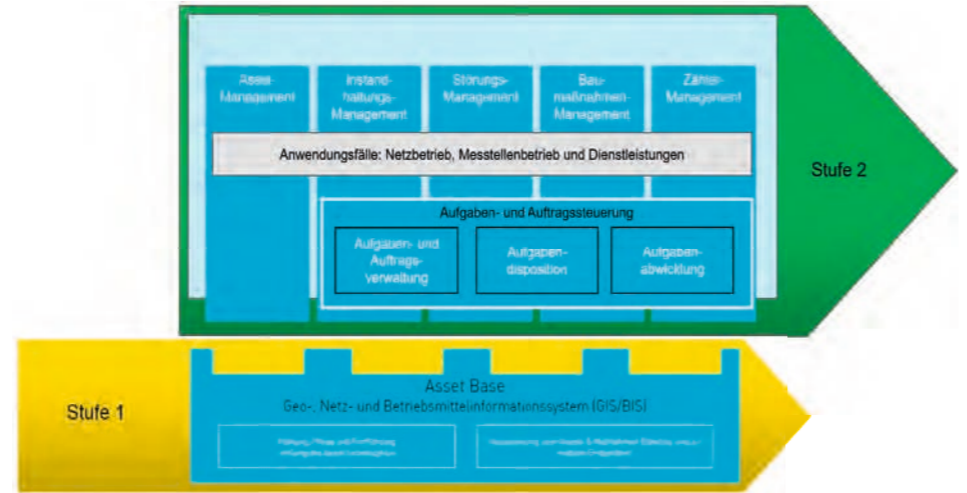 Asset-
Management
Instand-
haltungs-
Management
Störungs-
Management
Bau-
maßnahmen-
Management
Zähler-
Management
Anwendungsfälle: Netzbetrieb, Messtellenbetrieb und Dienstleistungen
Stufe 2
Aufgaben- und Auftragssteuerung
Aufgaben- und
Auftrags-
verwaltung
Aufgaben-
disposition
Aufgaben-
abwicklung
Stufe 1
Asset Base
Geo-, Netz- und Betriebsmittelinformationssystem (GIS/BIS)